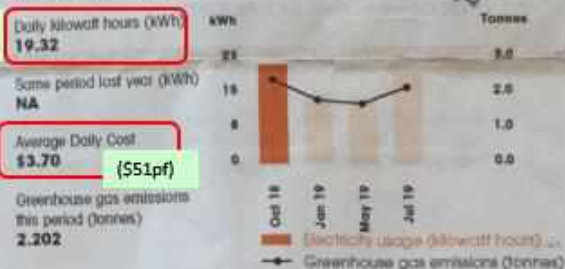 Daily kilowatt hours (kWh)
19.32
Same period last year (kWh)
NA
Average Daily Cost
$3.70
($51pf)
Greenhouse gas emissions
this period (tonnes)
2.202
kWh
16
8
0
Tonnes
3.0
2.0
1.0
0.0
Oct 18
Jan 19
May 19
Jul 19
Electricity usage (kilowatt hours)
Greenhouse gas emissions (tonnes)